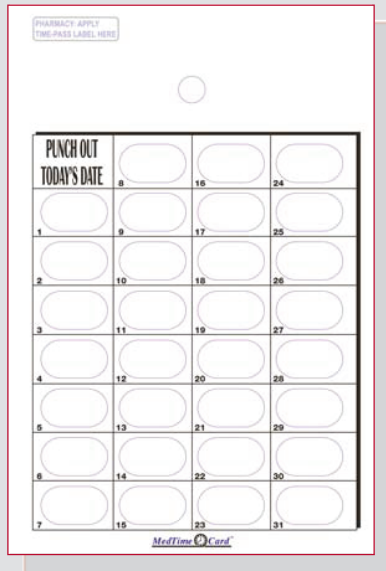 PHARMACY: APPLY
TIME-PASS LABEL HERE
PUNCH OUT
TODAY'S DATE
8 16 24
1 9 17 25
2 10 18 26
3 11 19 27
4 12 20 28
5 13 21 29
6 14 22 30
7 15 23 31
MedTime Card™